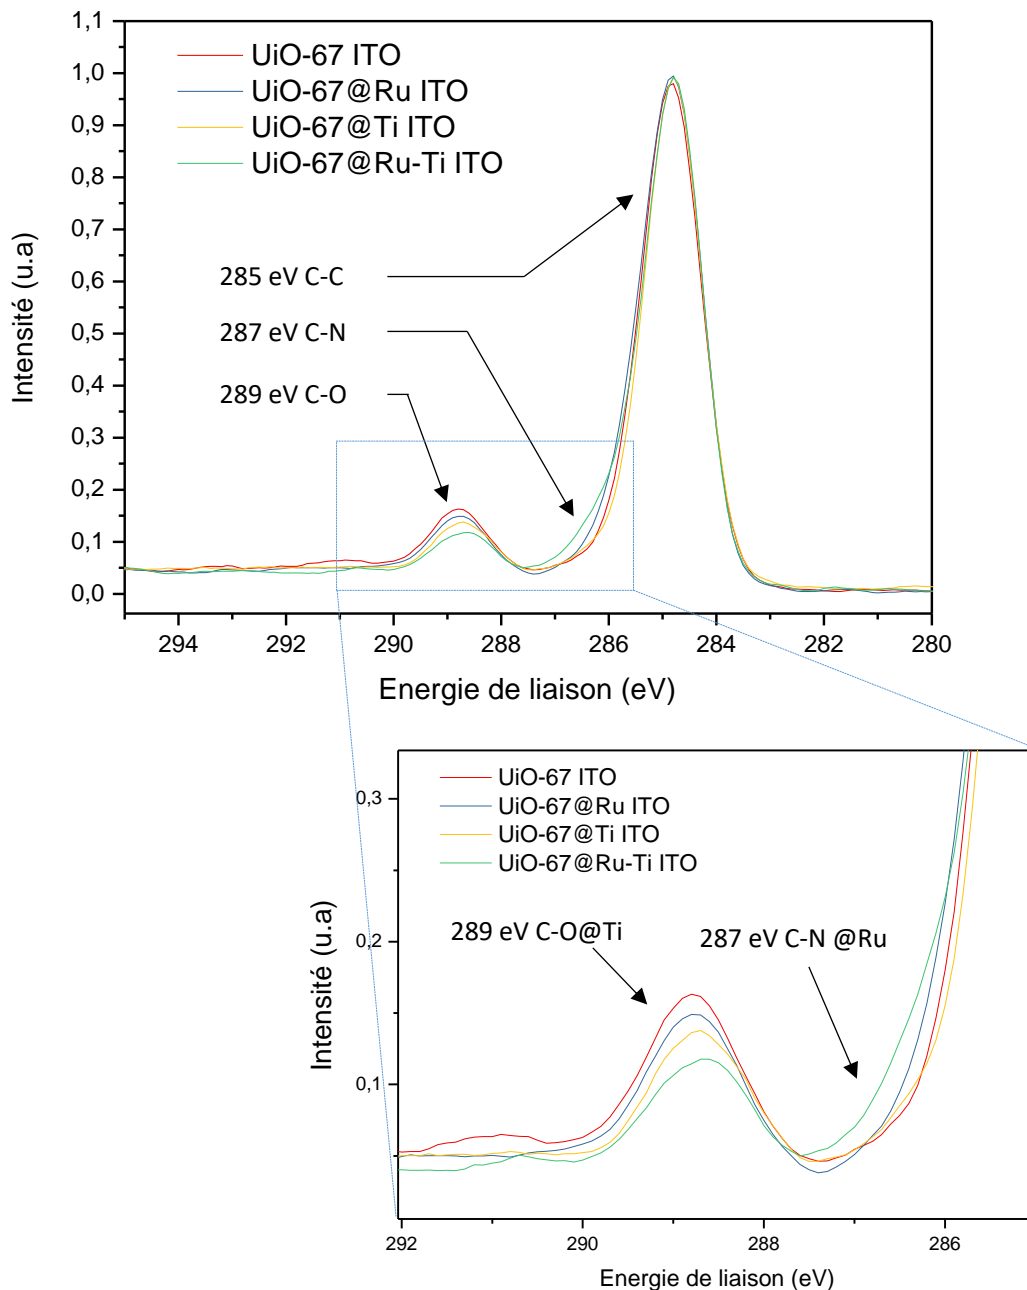 1,1
1,0
0,9
0,8
0,7
0,6
0,5
0,4
0,3
0,2
0,1
0,0
Intensité (u.a)
UiO-67 ITO
UiO-67@Ru ITO
UiO-67@Ti ITO
UiO-67@Ru-Ti ITO
285 eV C-C
287 eV C-N
289 eV C-O
294 292 290 288 286 284 282 280
Energie de liaison (eV)
UiO-67 ITO
UiO-67@Ru ITO
UiO-67@Ti ITO
UiO-67@Ru-Ti ITO
0,3
0,2
0,1
Intensité (u.a)
289 eV C-O@Ti
287 eV C-N @Ru
292 290 288 286
Energie de liaison (eV)